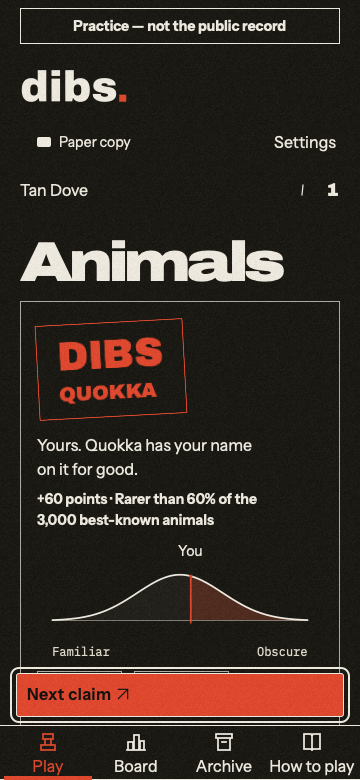 Practice — not the public record
dibs.
Paper copy
Settings
Tan Dove
/ 1
Animals
DIBS
QUOKKA
Yours. Quokka has your name
on it for good.
+60 points · Rarer than 60% of the
3,000 best-known animals
You
Familiar
Obscure
Next claim ↗
Play
Board
Archive
How to play